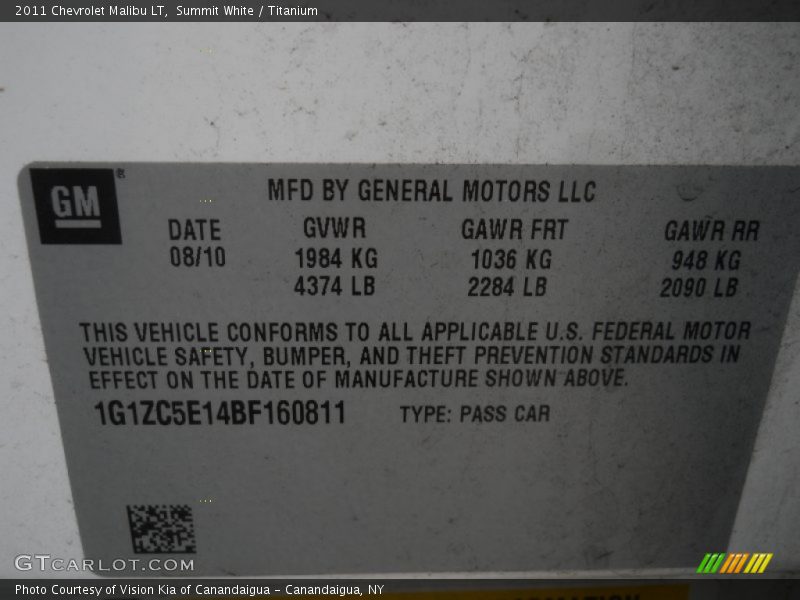 2011 Chevrolet Malibu LT, Summit White / Titanium
GM®
MFD BY GENERAL MOTORS LLC
DATE GVWR GAWR FRT GAWR RR
08/10 1984 KG 1036 KG 948 KG
4374 LB 2284 LB 2090 LB
THIS VEHICLE CONFORMS TO ALL APPLICABLE U.S. FEDERAL MOTOR
VEHICLE SAFETY, BUMPER, AND THEFT PREVENTION STANDARDS IN
EFFECT ON THE DATE OF MANUFACTURE SHOWN ABOVE.
1G1ZC5E14BF160811 TYPE: PASS CAR
GTCARLOT.COM
Photo Courtesy of Vision Kia of Canandaigua - Canandaigua, NY